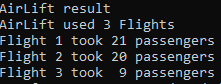 AirLift result
AirLift used 3 Flights
Flight 1 took 21 passengers
Flight 2 took 20 passengers
Flight 3 took  9 passengers